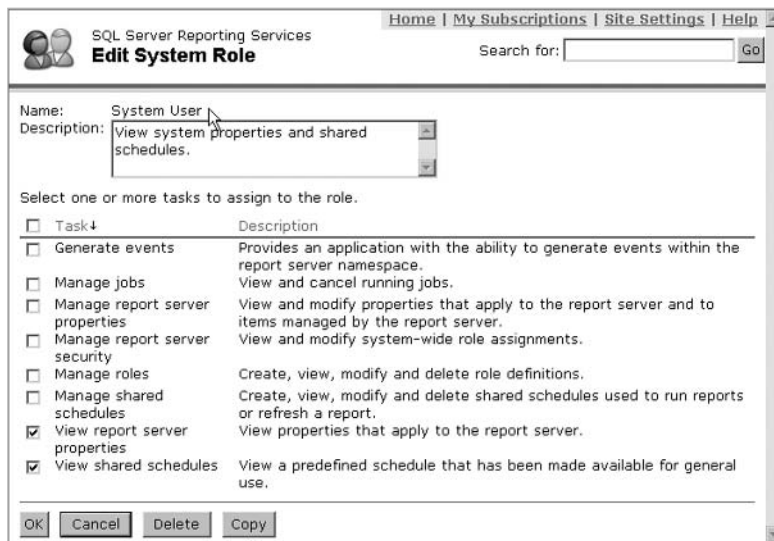 Home | My Subscriptions | Site Settings | Help
SQL Server Reporting Services
Edit System Role
Search for:
Go
Name: System User
Description: View system properties and shared
schedules.
Select one or more tasks to assign to the role.
Task↓ Description
Generate events Provides an application with the ability to generate events within the
report server namespace.
Manage jobs View and cancel running jobs.
Manage report server View and modify properties that apply to the report server and to
properties items managed by the report server.
Manage report server View and modify system-wide role assignments.
security
Manage roles Create, view, modify and delete role definitions.
Manage shared Create, view, modify and delete shared schedules used to run reports
schedules or refresh a report.
View report server View properties that apply to the report server.
properties
View shared schedules View a predefined schedule that has been made available for general
use.
OK Cancel Delete Copy